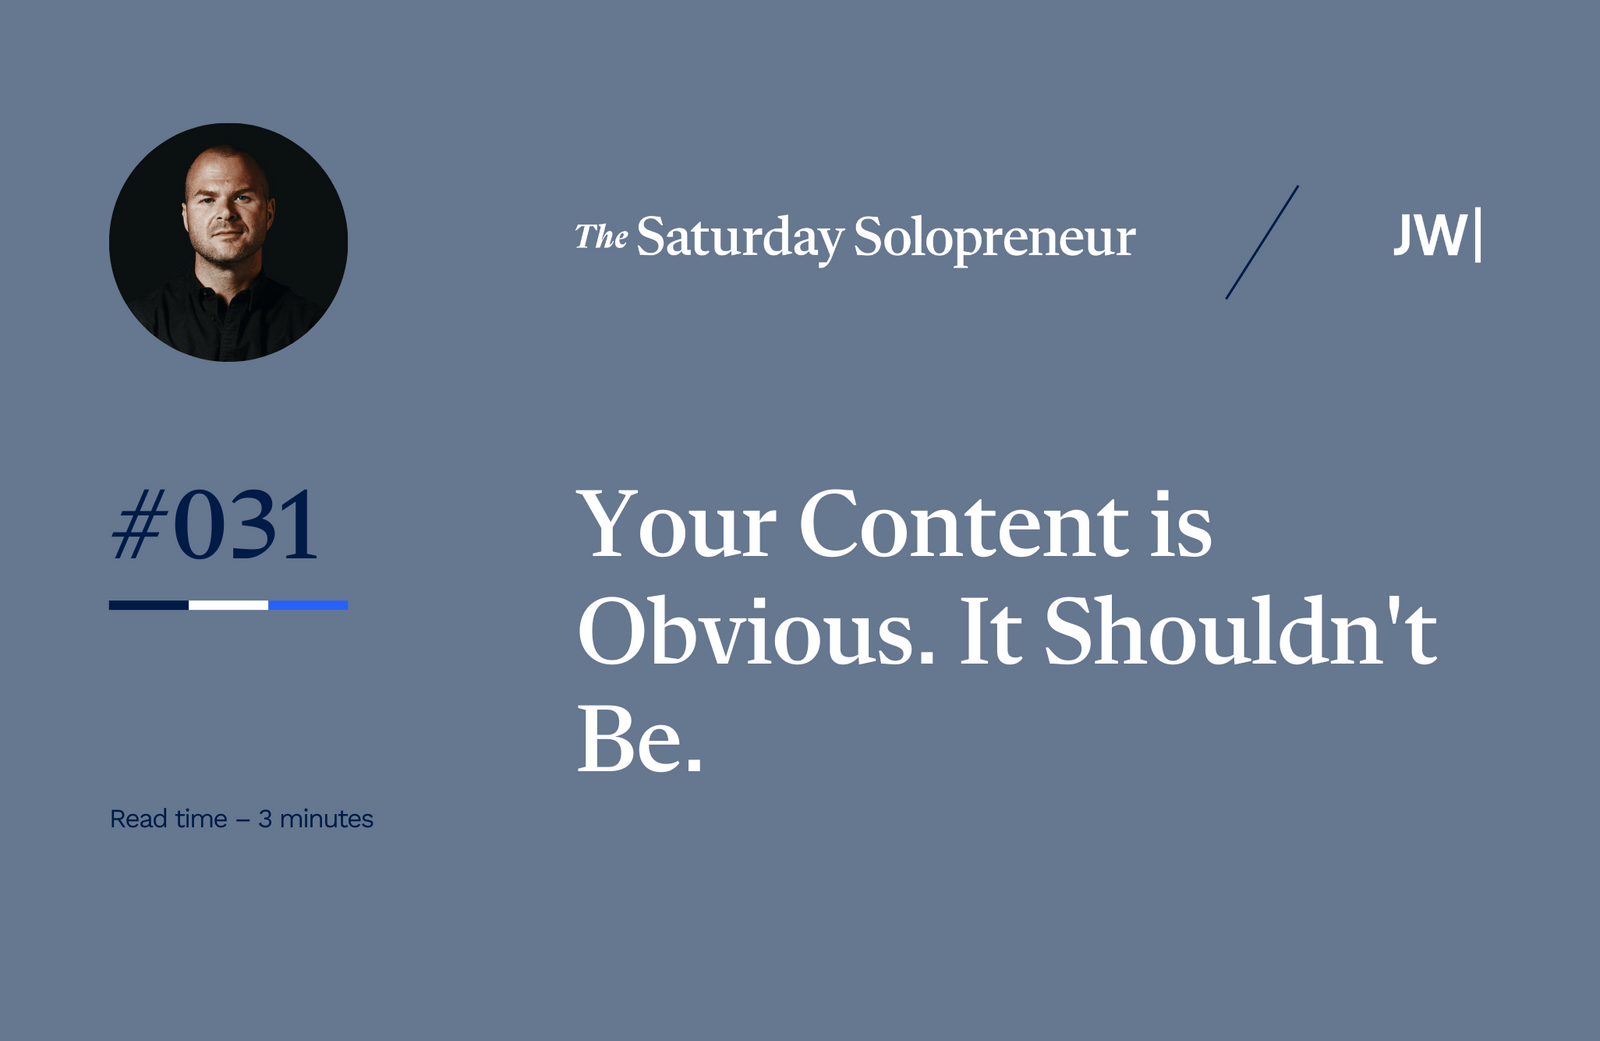 The Saturday Solopreneur
JW|
#031
Your Content is
Obvious. It Shouldn't
Be.
Read time – 3 minutes